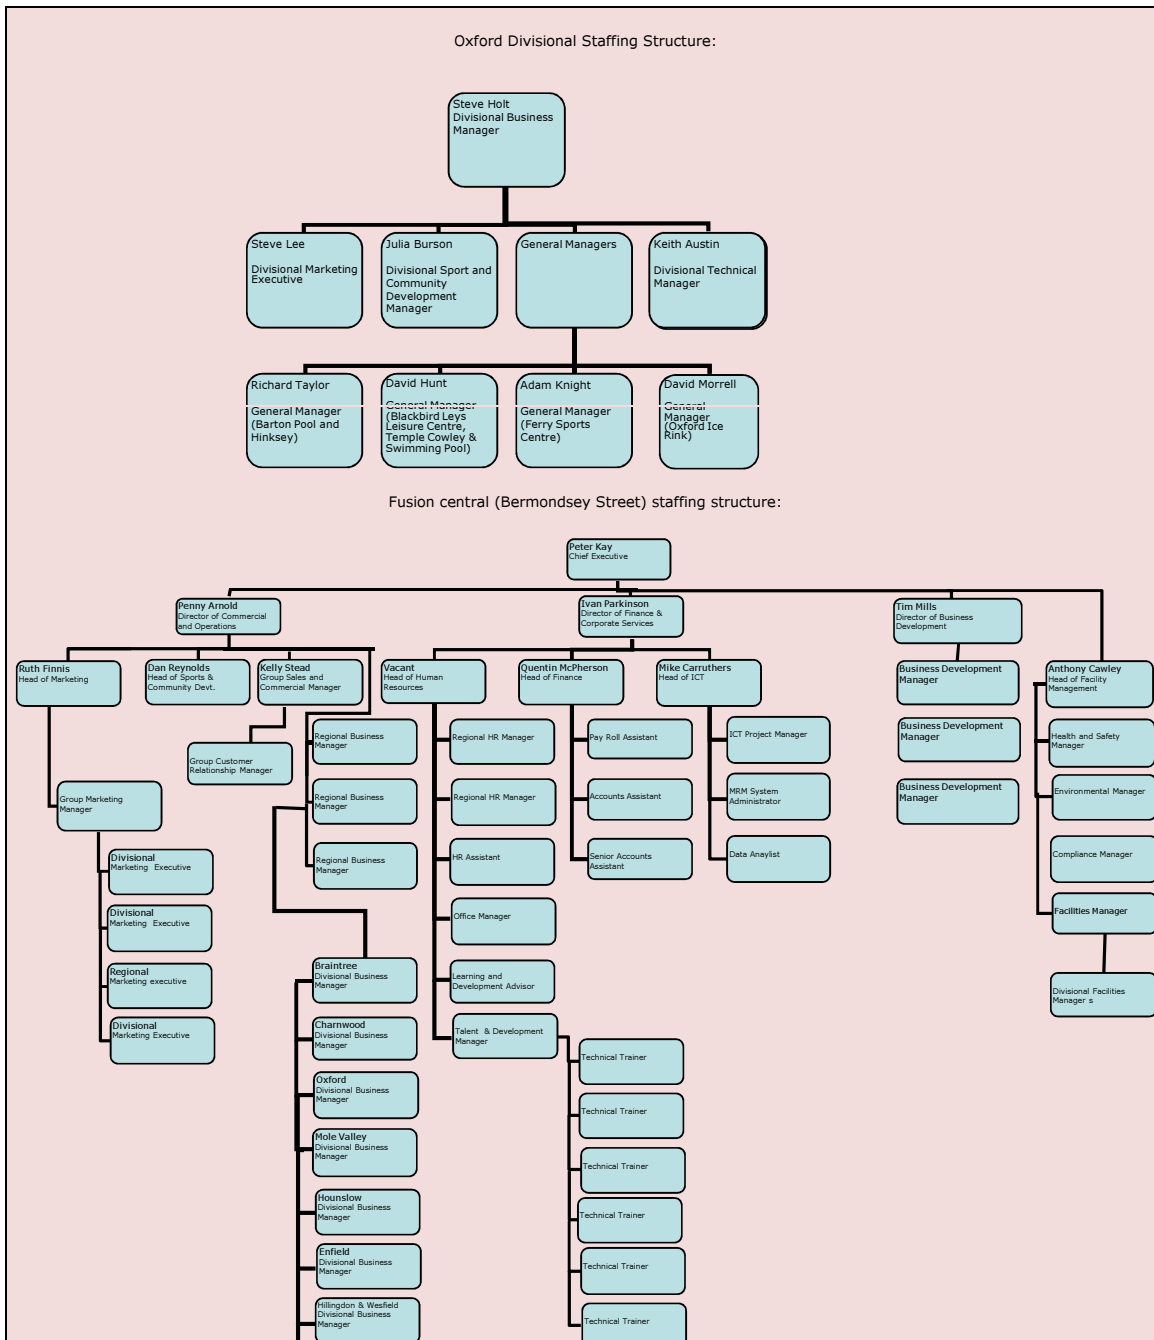 Oxford Divisional Staffing Structure:
Steve Holt
Divisional Business
Manager
Steve Lee
Divisional Marketing
Executive
Julia Burson
Divisional Sport and
Community
Development
Manager
General Managers
Keith Austin
Divisional Technical
Manager
Richard Taylor
General Manager
(Barton Pool and
Hinksey)
David Hunt
General Manager
(Blackbird Leys
Leisure Centre,
Temple Cowley &
Swimming Pool)
Adam Knight
General Manager
(Ferry Sports
Centre)
David Morrell
General
Manager
(Oxford Ice
Rink)
Fusion central (Bermondsey Street) staffing structure:
Peter Kay
Chief Executive
Penny Arnold
Director of Commercial
and Operations
Ivan Parkinson
Director of Finance &
Corporate Services
Tim Mills
Director of Business
Development
Ruth Finnis
Head of Marketing
Dan Reynolds
Head of Sports &
Community Devt.
Kelly Stead
Group Sales and
Commercial Manager
Vacant
Head of Human
Resources
Quentin McPherson
Head of Finance
Mike Carruthers
Head of ICT
Business Development
Manager
Anthony Cawley
Head of Facility
Management
Group Customer
Relationship Manager
Regional Business
Manager
Regional HR Manager
Pay Roll Assistant
ICT Project Manager
Business Development
Manager
Health and Safety
Manager
Group Marketing
Manager
Regional Business
Manager
Regional HR Manager
Accounts Assistant
MRM System
Administrator
Business Development
Manager
Environmental Manager
Divisional
Marketing  Executive
Regional Business
Manager
HR Assistant
Senior Accounts
Assistant
Data Anaylist
Compliance Manager
Divisional
Marketing  Executive
Office Manager
Facilities Manager
Regional
Marketing executive
Braintree
Divisional Business
Manager
Learning and
Development Advisor
Divisional Facilities
Manager s
Divisional
Marketing Executive
Charnwood
Divisional Business
Manager
Talent  & Development
Manager
Technical Trainer
Oxford
Divisional Business
Manager
Technical Trainer
Mole Valley
Divisional Business
Manager
Technical Trainer
Hounslow
Divisional Business
Manager
Technical Trainer
Enfield
Divisional Business
Manager
Technical Trainer
Hillingdon & Wesfield
Divisional Business
Manager
Technical Trainer